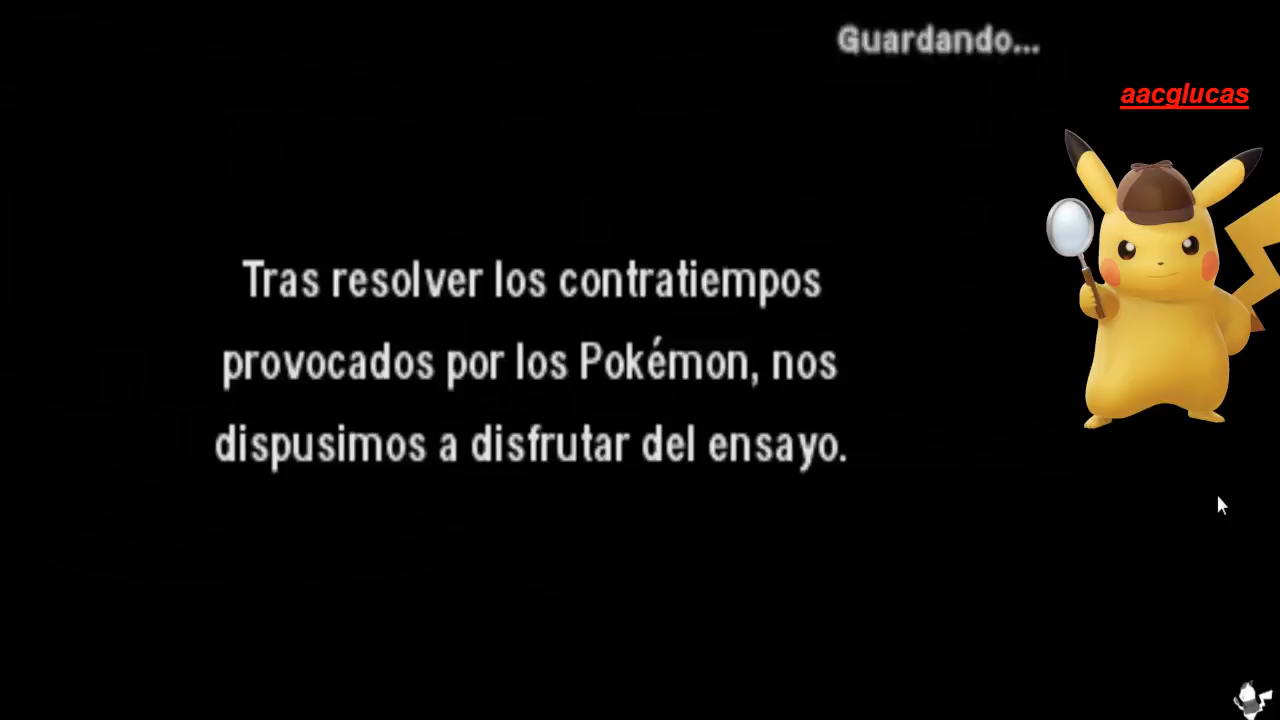 Guardando...
aacglucas
Tras resolver los contratiempos
provocados por los Pokémon, nos
dispusimos a disfrutar del ensayo.